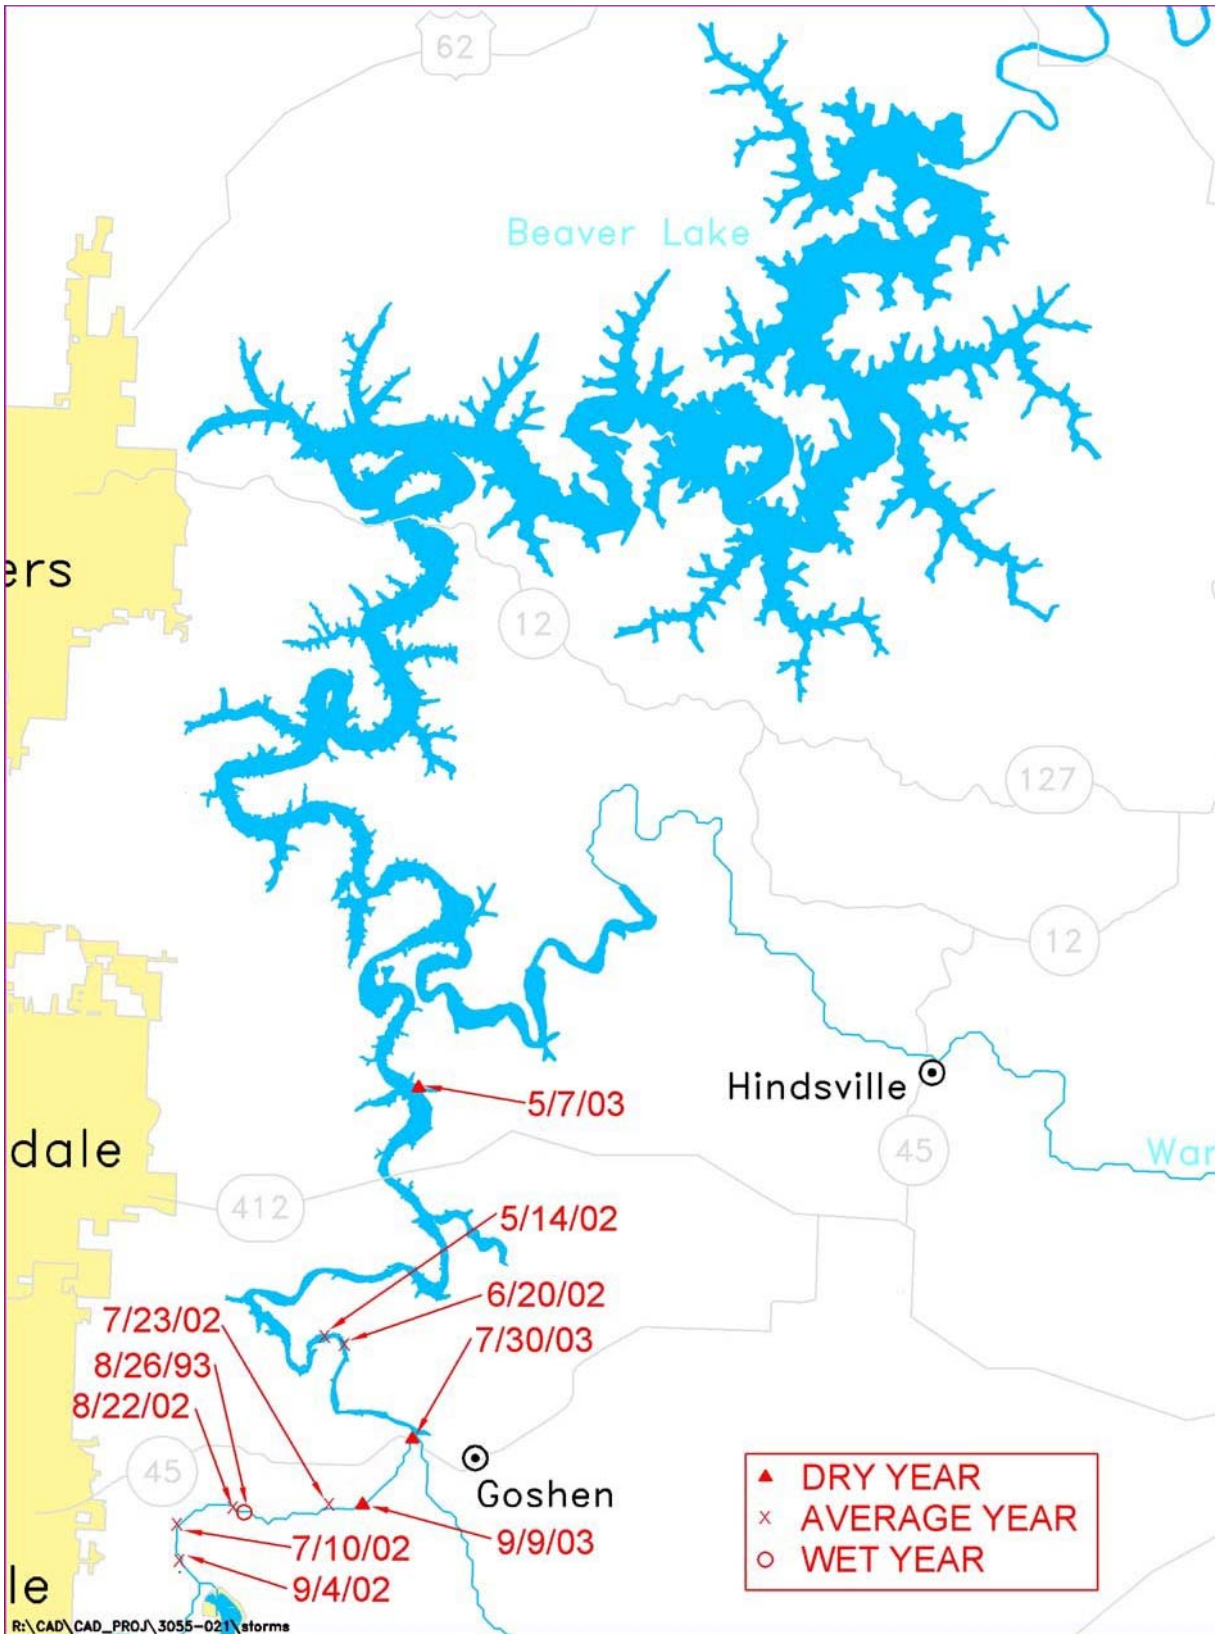 62
Beaver Lake
ers
12
127
12
Hindsville
5/7/03
dale
45
War
412
5/14/02
6/20/02
7/23/02
7/30/03
8/26/93
8/22/02
45
Goshen
9/9/03
7/10/02
9/4/02
le
DRY YEAR
AVERAGE YEAR
WET YEAR
R:\CAD\CAD_PROJ\3055-021\storms